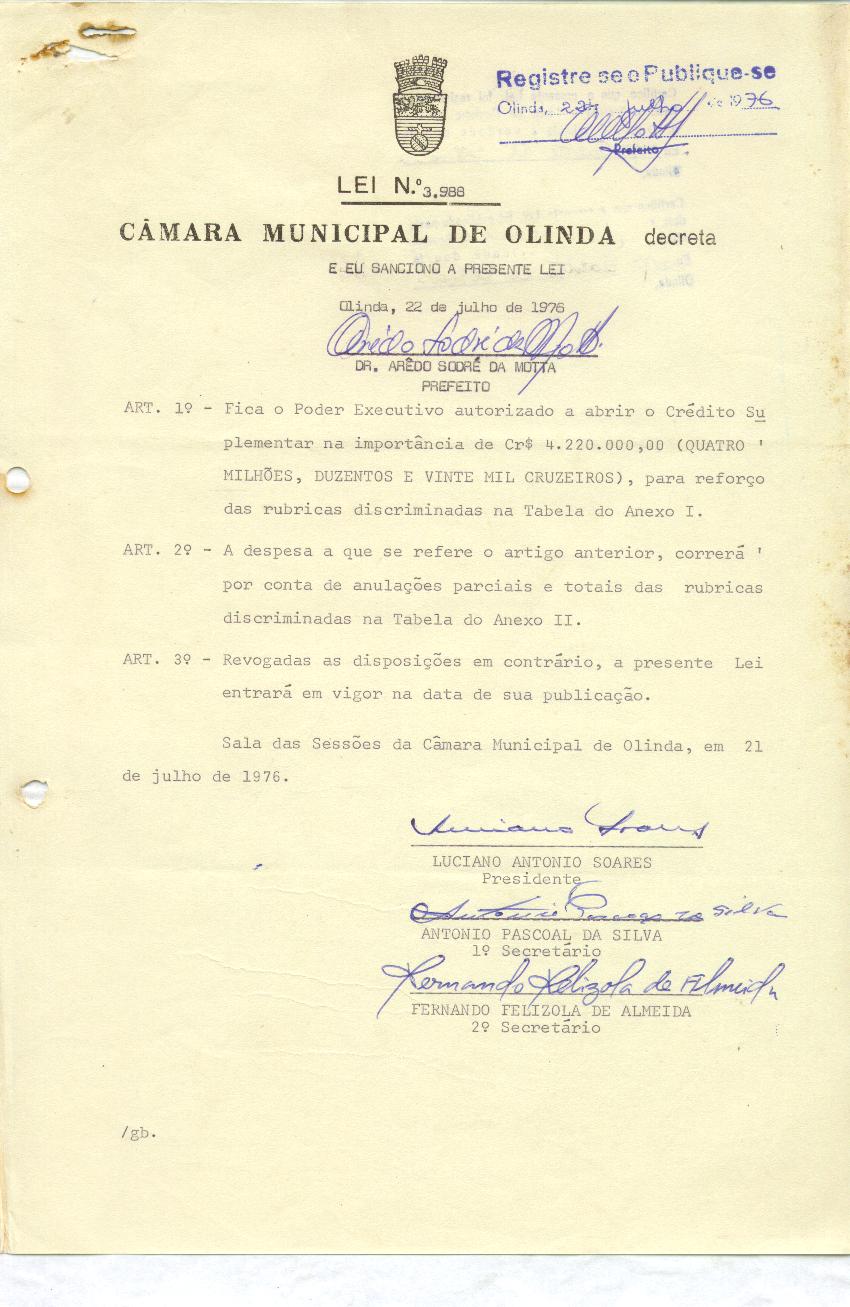 Registre se e Publique-se
Olinda, 22 julho de 1976
Prefeito
LEI N.º 3.988
CÂMARA MUNICIPAL DE OLINDA decreta
E EU SANCIONO A PRESENTE LEI
Olinda, 22 de julho de 1976
Arêdo Sodré da Motta
DR. ARÊDO SODRÉ DA MOTTA
PREFEITO
ART. 1º - Fica o Poder Executivo autorizado a abrir o Crédito Su
plementar na importância de Cr$ 4.220.000,00 (QUATRO '
MILHÕES, DUZENTOS E VINTE MIL CRUZEIROS), para reforço
das rubricas discriminadas na Tabela do Anexo I.
ART. 2º - A despesa a que se refere o artigo anterior, correrá '
por conta de anulações parciais e totais das rubricas
discriminadas na Tabela do Anexo II.
ART. 3º - Revogadas as disposições em contrário, a presente Lei
entrará em vigor na data de sua publicação.
Sala das Sessões da Câmara Municipal de Olinda, em 21
de julho de 1976.
Luciano Soares
LUCIANO ANTONIO SOARES
Presidente
Antonio Pascoal da Silva
ANTONIO PASCOAL DA SILVA
1º Secretário
Fernando Felizola de Almeida
FERNANDO FELIZOLA DE ALMEIDA
2º Secretário
/gb.